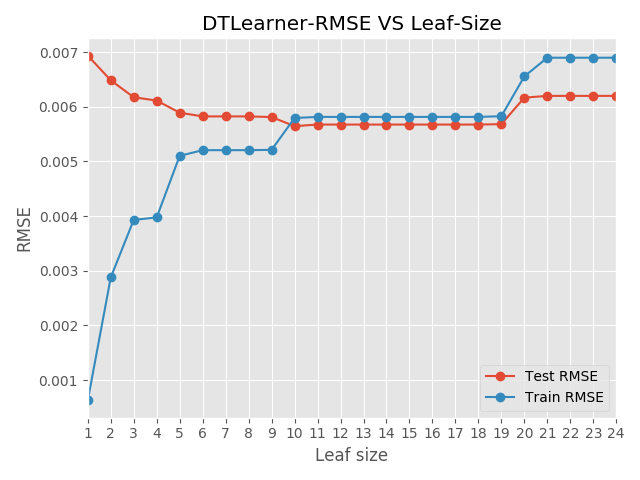 DTLearner-RMSE VS Leaf-Size
0.007
0.006
0.005
0.004
0.003
0.002
0.001
RMSE
Test RMSE
Train RMSE
1 2 3 4 5 6 7 8 9 10 11 12 13 14 15 16 17 18 19 20 21 22 23 24
Leaf size